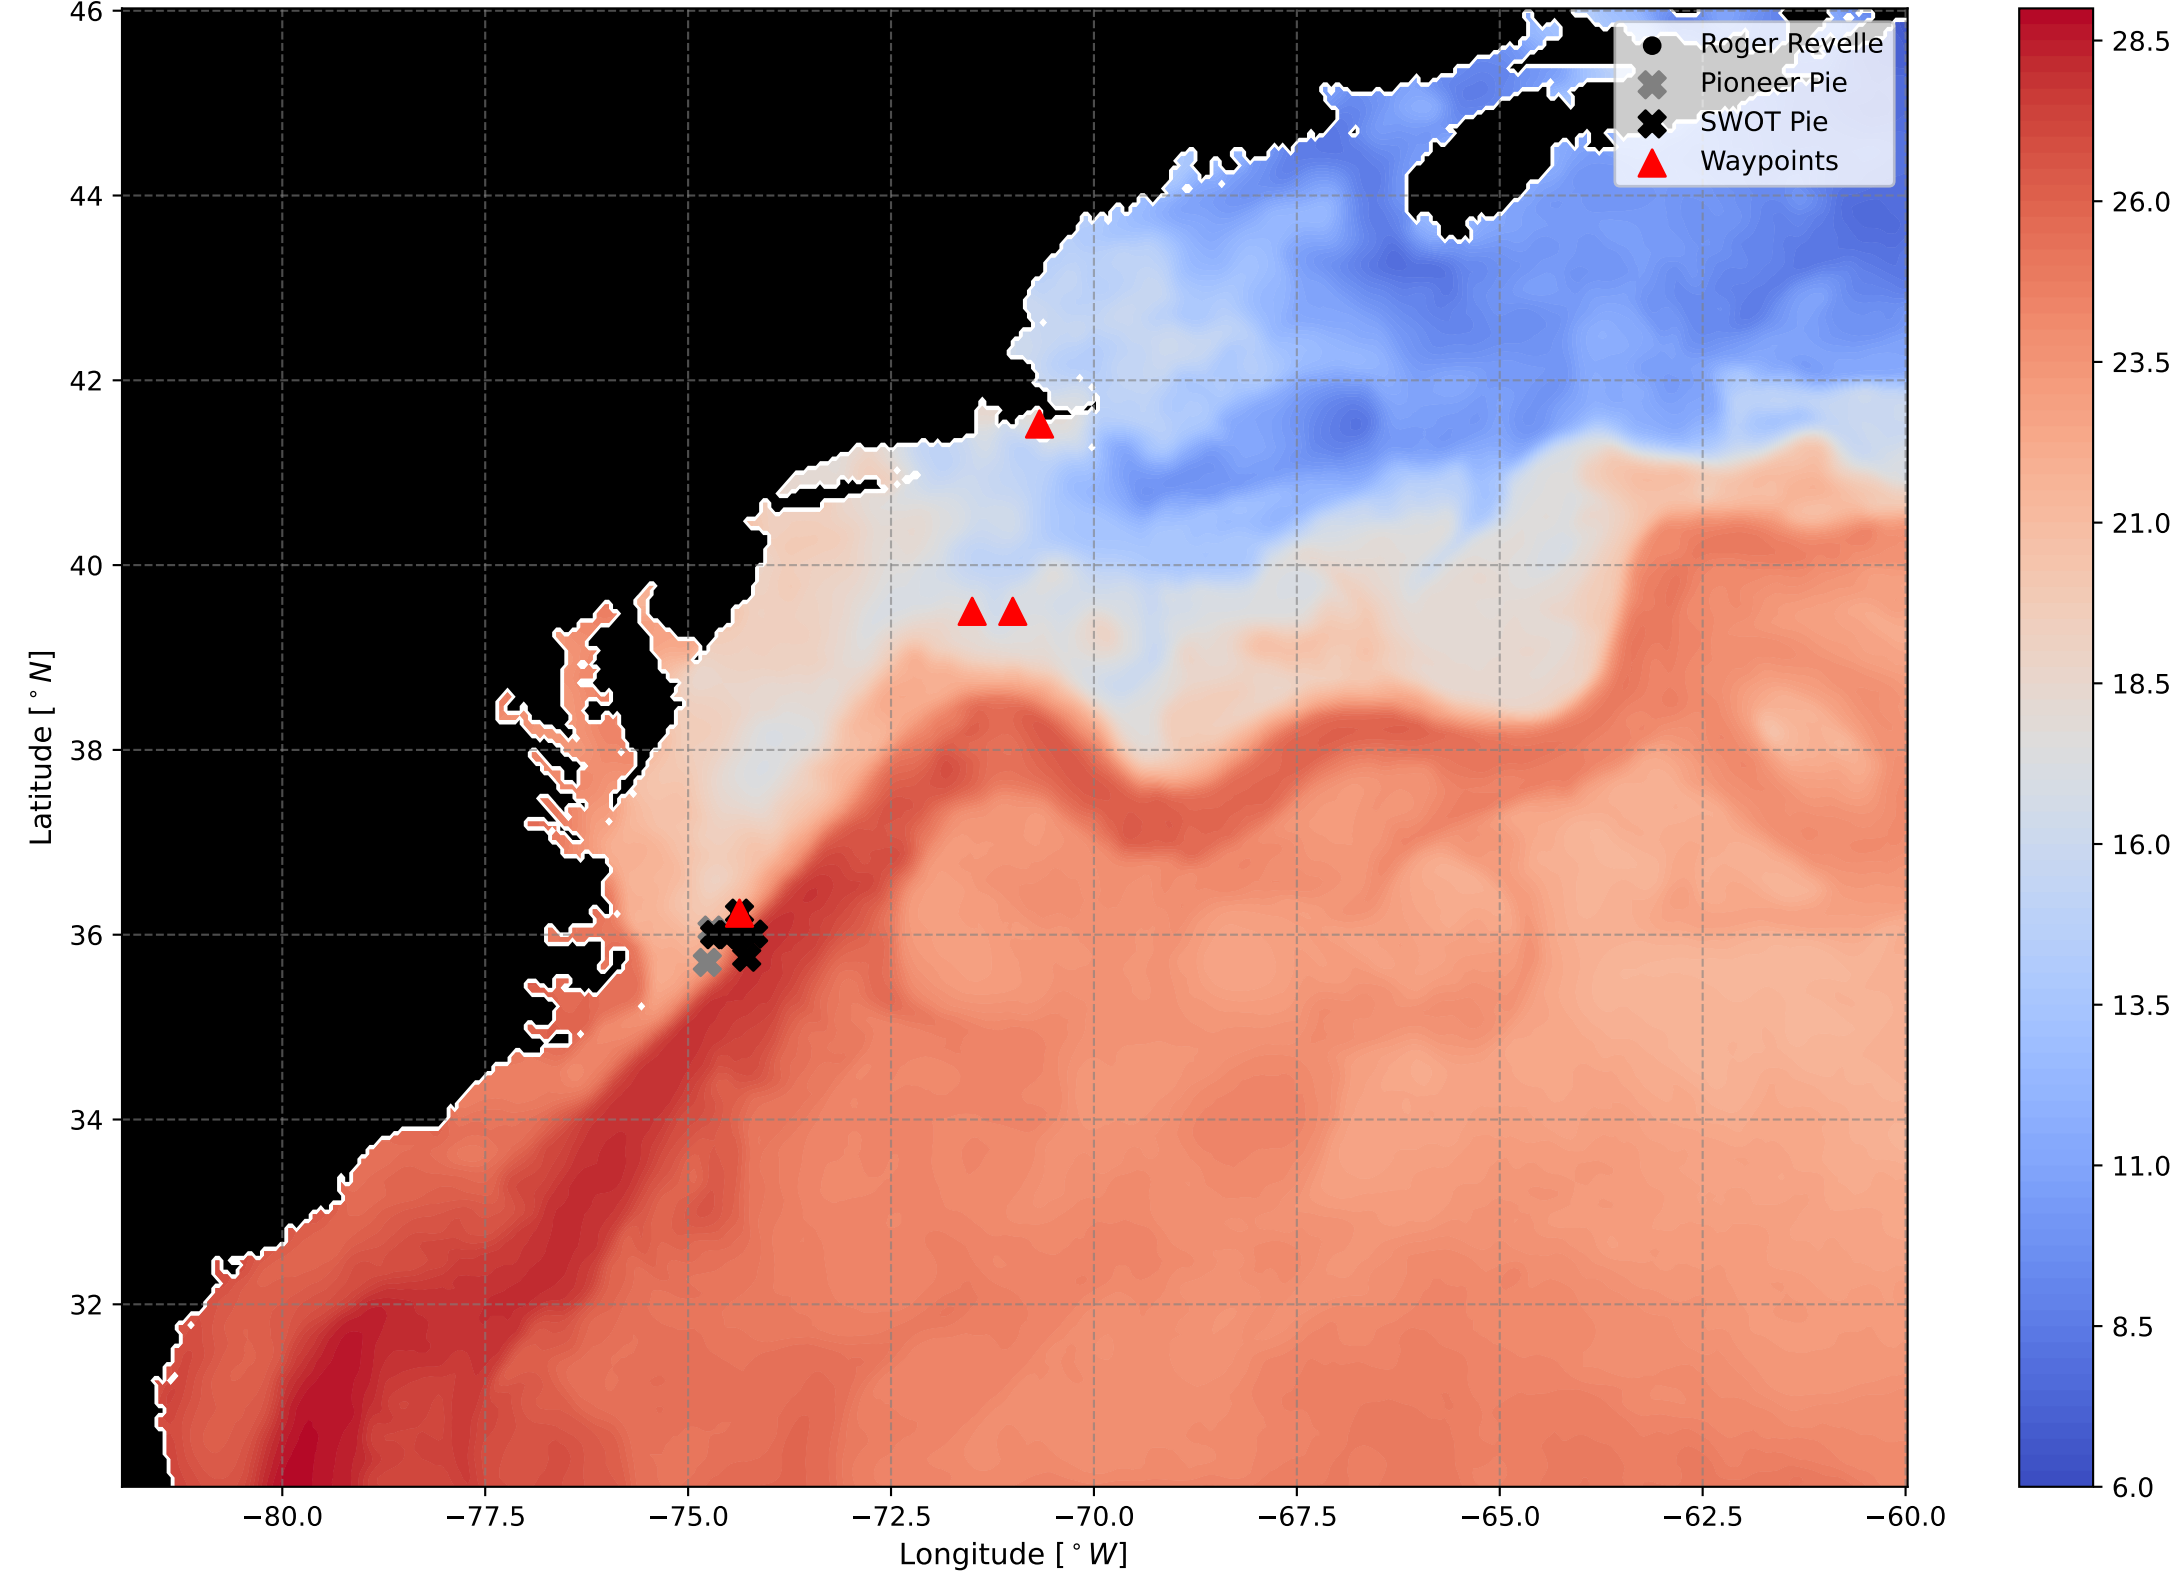 46
44
42
40
38
36
34
32
Latitude [°N]
Roger Revelle
Pioneer Pie
SWOT Pie
Waypoints
−80.0 −77.5 −75.0 −72.5 −70.0 −67.5 −65.0 −62.5 −60.0
Longitude [°W]
28.5
26.0
23.5
21.0
18.5
16.0
13.5
11.0
8.5
6.0